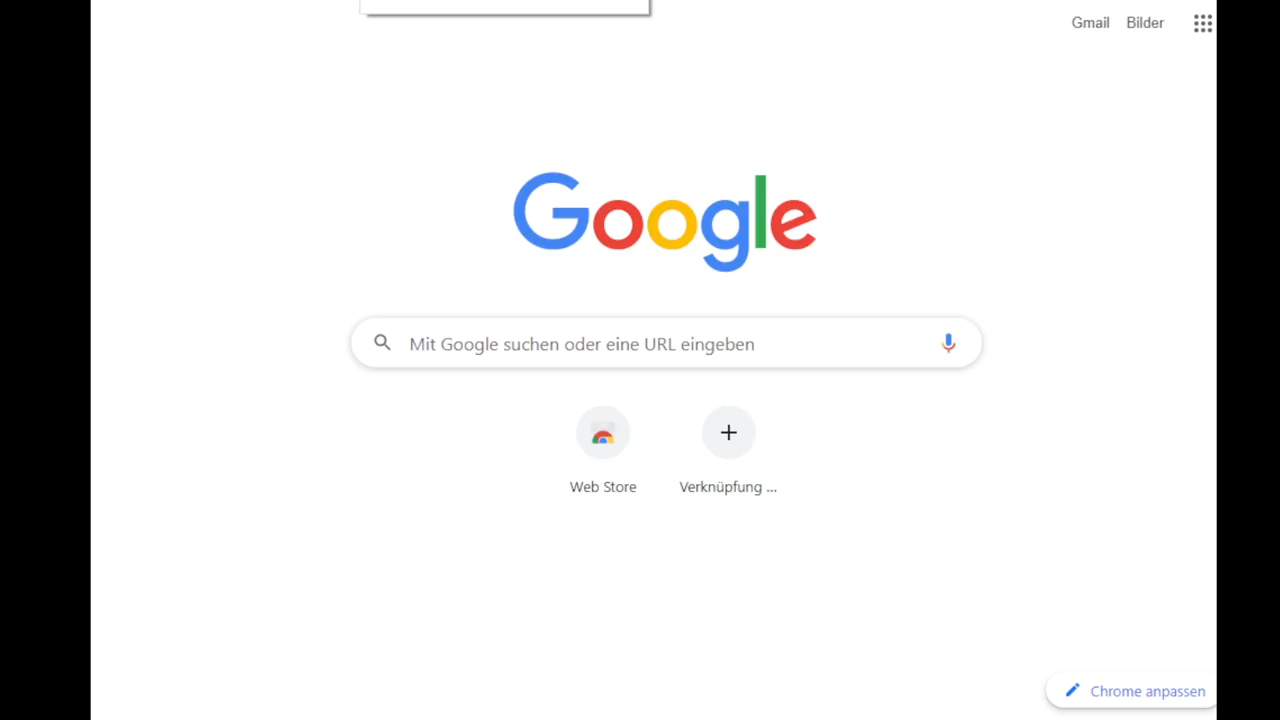 Gmail Bilder
Google
Mit Google suchen oder eine URL eingeben
Web Store Verknüpfung ...
Chrome anpassen